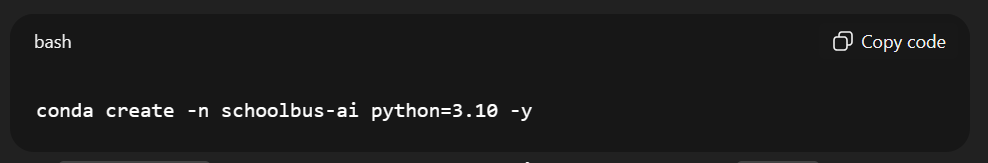 bash
Copy code
conda create -n schoolbus-ai python=3.10 -y